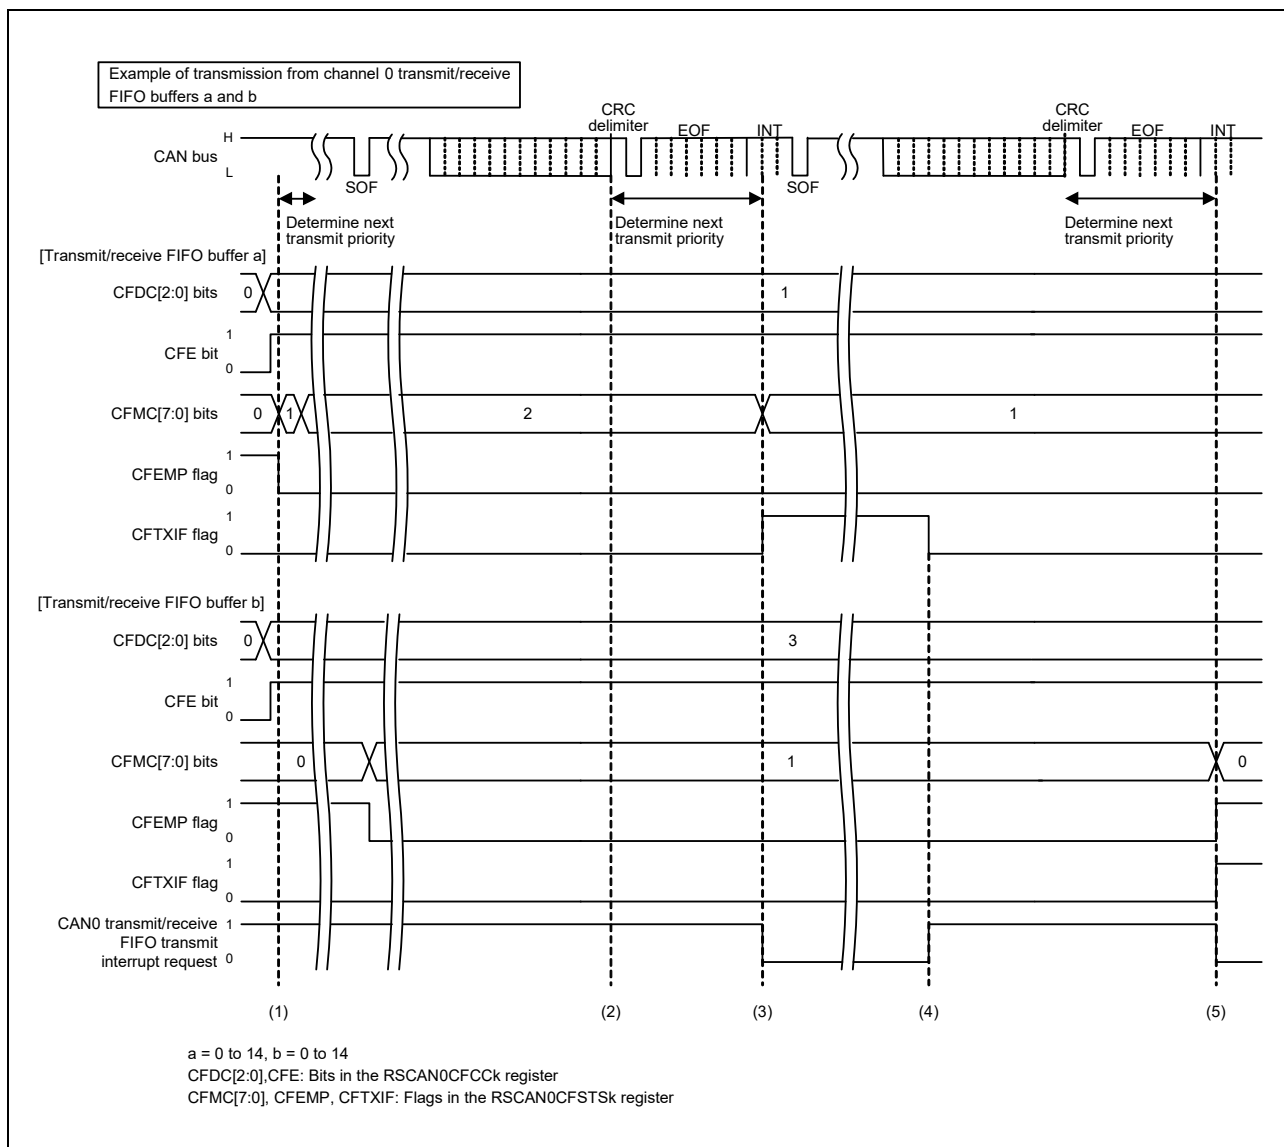 Example of transmission from channel 0 transmit/receive
FIFO buffers a and b
CRC
delimiter
EOF
INT
CRC
delimiter
EOF
INT
H
CAN bus
L
SOF
SOF
Determine next
transmit priority
Determine next
transmit priority
Determine next
transmit priority
[Transmit/receive FIFO buffer a]
CFDC[2:0] bits
0
1
1
CFE bit
0
CFMC[7:0] bits
0
1
2
1
1
CFEMP flag
0
1
CFTXIF flag
0
[Transmit/receive FIFO buffer b]
CFDC[2:0] bits
0
3
1
CFE bit
0
CFMC[7:0] bits
0
1
0
1
CFEMP flag
0
1
CFTXIF flag
0
CAN0 transmit/receive 1
FIFO transmit
interrupt request 0
(1)
(2)
(3)
(4)
(5)
a = 0 to 14, b = 0 to 14
CFDC[2:0],CFE: Bits in the RSCAN0CFCCk register
CFMC[7:0], CFEMP, CFTXIF: Flags in the RSCAN0CFSTSk register